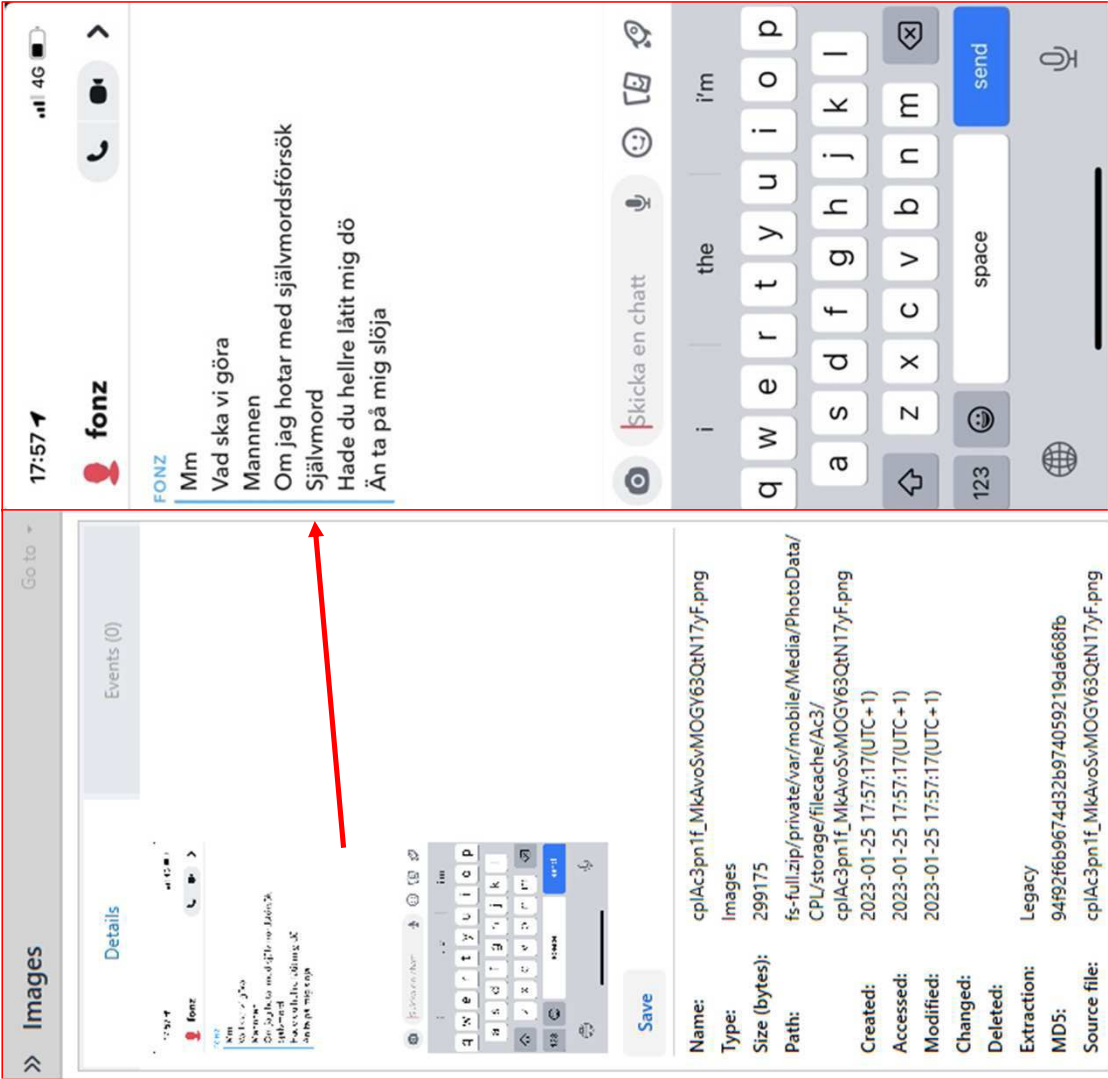 >> Images
Go to
Details
Events (0)
fonz
Mm
Save
Name: cplAc3pn1f_MkAvoSvMOGY63QtN17yF.png
Type: Images
Size (bytes): 299175
Path: fs-full.zip/private/var/mobile/Media/PhotoData/
CPL/storage/filecache/Ac3/
cplAc3pn1f_MkAvoSvMOGY63QtN17yF.png
Created: 2023-01-25 17:57:17(UTC+1)
Accessed: 2023-01-25 17:57:17(UTC+1)
Modified: 2023-01-25 17:57:17(UTC+1)
Changed:
Deleted:
Extraction: Legacy
MD5: 94f92f6b9674d32b974059219da668fb
Source file: cplAc3pn1f_MkAvoSvMOGY63QtN17yF.png
17:57
4G
fonz
FONZ
Mm
Vad ska vi göra
Mannnen
Om jag hotar med självmordsförsök
Självmord
Hade du hellre låtit mig dö
Än ta på mig slöja
Skicka en chatt
i the i'm
q w e r t y u i o p
a s d f g h j k l
z x c v b n m
123 space send